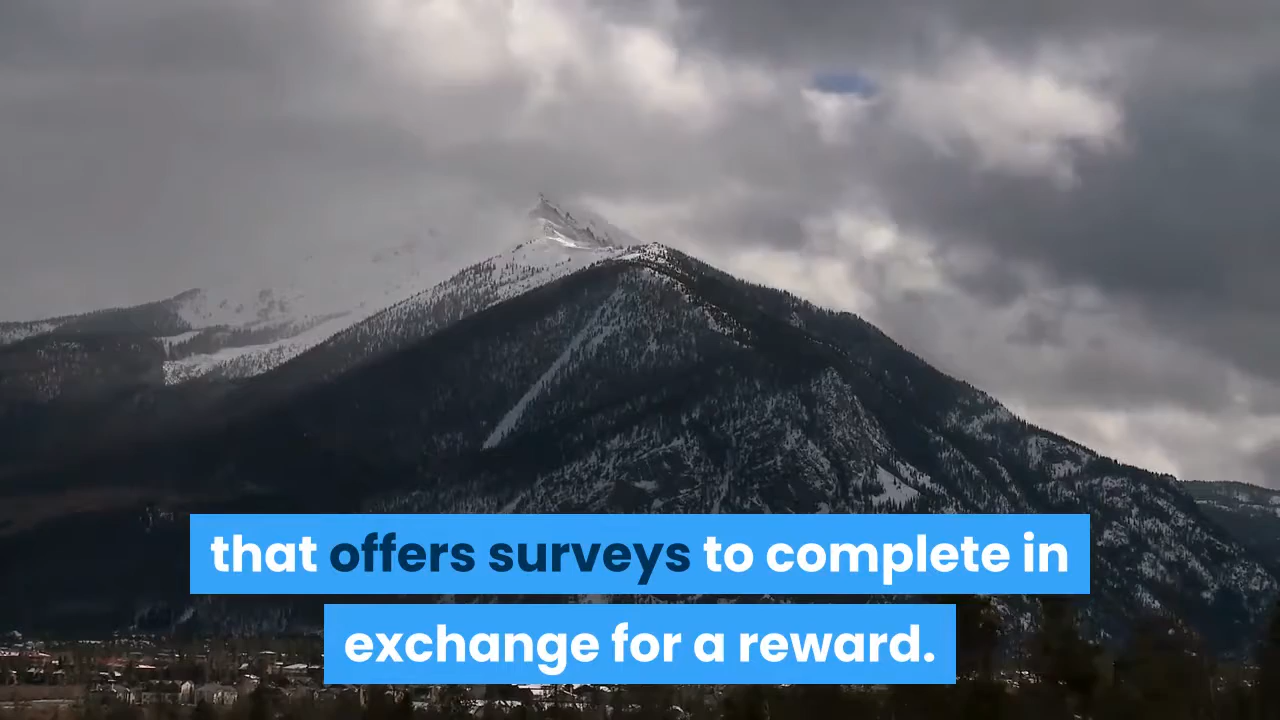 that offers surveys to complete in
exchange for a reward.